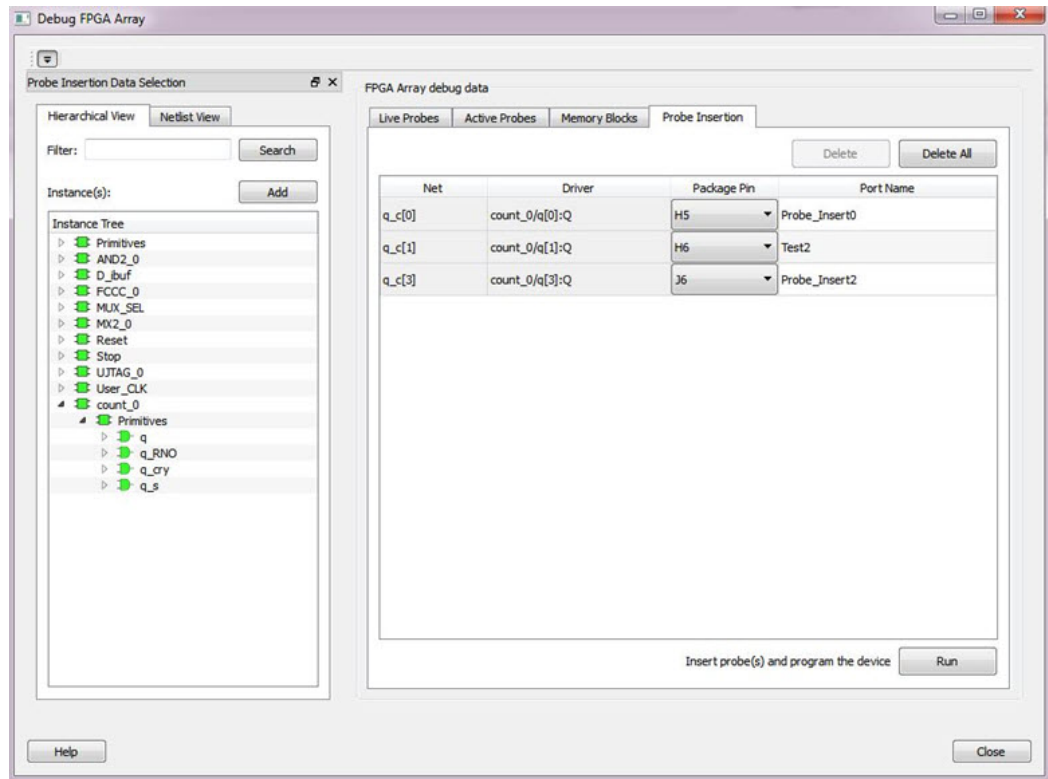 Debug FPGA Array
Probe Insertion Data Selection
Hierarchical View Netlist View
Filter: Search
Instance(s): Add
Instance Tree
Primitives
AND2_0
D_ibuf
FCCC_0
MUX_SEL
MX2_0
Reset
Stop
UJTAG_0
User_CLK
count_0
Primitives
q
q_RNO
q_cry
q_s
FPGA Array debug data
Live Probes Active Probes Memory Blocks Probe Insertion
Delete Delete All
Net Driver Package Pin Port Name
q_c[0] count_0/q[0]:Q H5 Probe_Insert0
q_c[1] count_0/q[1]:Q H6 Test2
q_c[3] count_0/q[3]:Q J6 Probe_Insert2
Insert probe(s) and program the device Run
Help Close